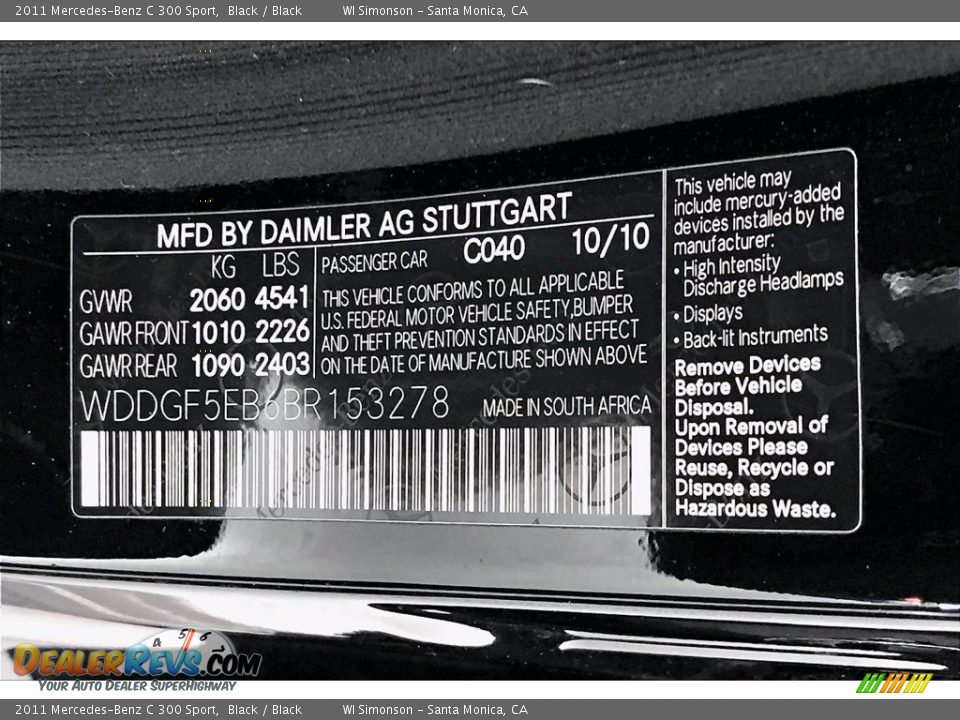 2011 Mercedes-Benz C 300 Sport, Black / Black WI Simonson - Santa Monica, CA
MFD BY DAIMLER AG STUTTGART
KG LBS
GVWR 2060 4541
GAWR FRONT 1010 2226
GAWR REAR 1090 2403
PASSENGER CAR C040 10/10
THIS VEHICLE CONFORMS TO ALL APPLICABLE
U.S. FEDERAL MOTOR VEHICLE SAFETY, BUMPER
AND THEFT PREVENTION STANDARDS IN EFFECT
ON THE DATE OF MANUFACTURE SHOWN ABOVE
WDDGF5EB6BR153278 MADE IN SOUTH AFRICA
This vehicle may
include mercury-added
devices installed by the
manufacturer:
• High Intensity
Discharge Headlamps
• Displays
• Back-lit Instruments
Remove Devices
Before Vehicle
Disposal.
Upon Removal of
Devices Please
Reuse, Recycle or
Dispose as
Hazardous Waste.
4 5 6
DEALERREVS.COM
YOUR AUTO DEALER SUPERHIGHWAY
2011 Mercedes-Benz C 300 Sport, Black / Black WI Simonson - Santa Monica, CA